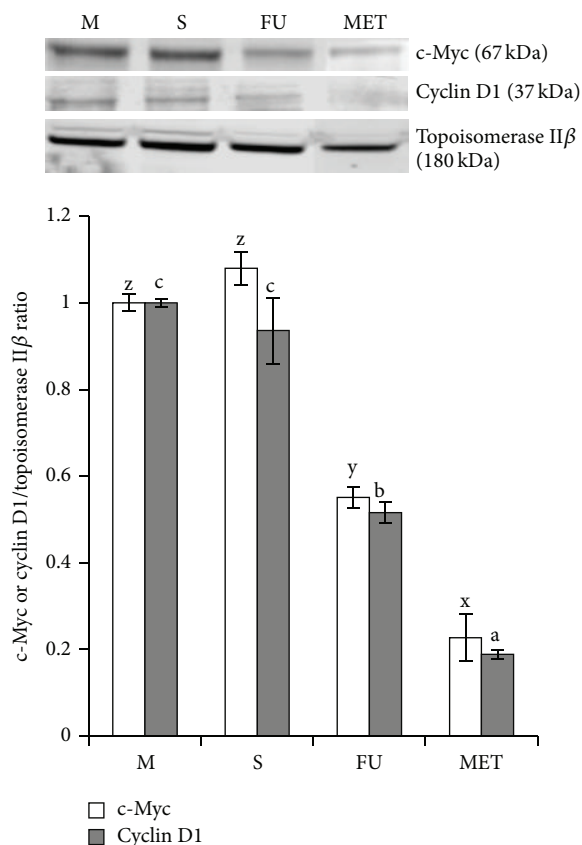 M S FU MET
c-Myc (67 kDa)
Cyclin D1 (37 kDa)
Topoisomerase IIβ
(180 kDa)
c-Myc or cyclin D1/topoisomerase IIβ ratio
1.2
1
0.8
0.6
0.4
0.2
0
z c z c y b x a
M S FU MET
c-Myc
Cyclin D1